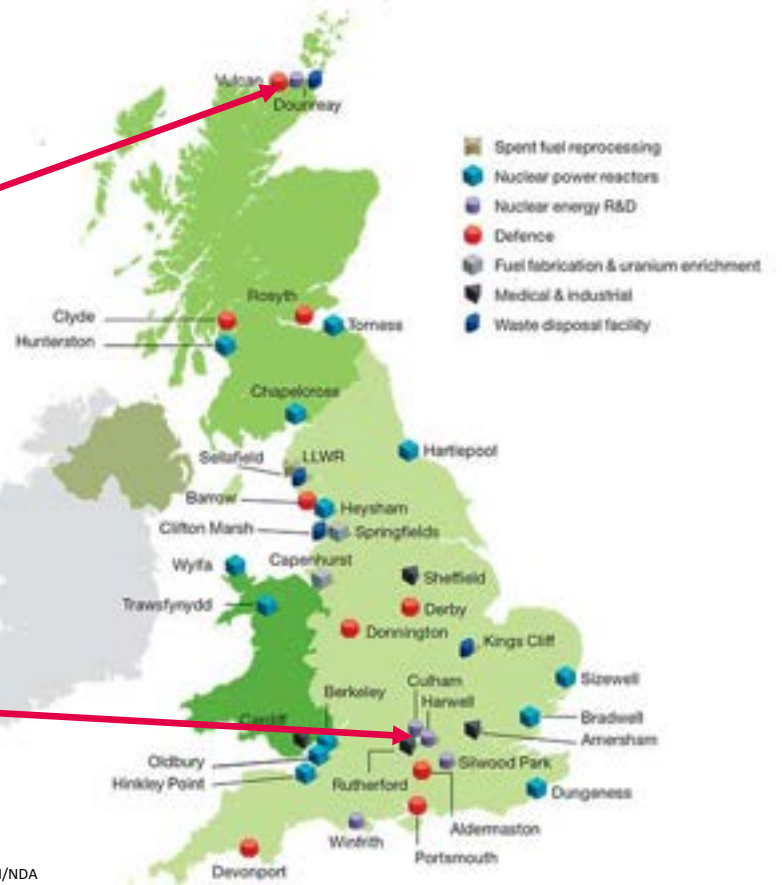 Vulcan
Dounreay
Spent fuel reprocessing
Nuclear power reactors
Nuclear energy R&D
Defence
Fuel fabrication & uranium enrichment
Medical & industrial
Waste disposal facility
Rosyth
Clyde
Torness
Hunterston
Chapelcross
Hartlepool
Sellafield
LLWR
Barrow
Heysham
Clifton Marsh
Springfields
Wylfa
Capenhurst
Sheffield
Trawsfynydd
Derby
Donnington
Kings Cliff
Culham
Sizewell
Berkeley
Harwell
Cardiff
Bradwell
Amersham
Oldbury
Silwood Park
Hinkley Point
Rutherford
Dungeness
Aldermaston
Winfrith
Portsmouth
Devonport
/NDA